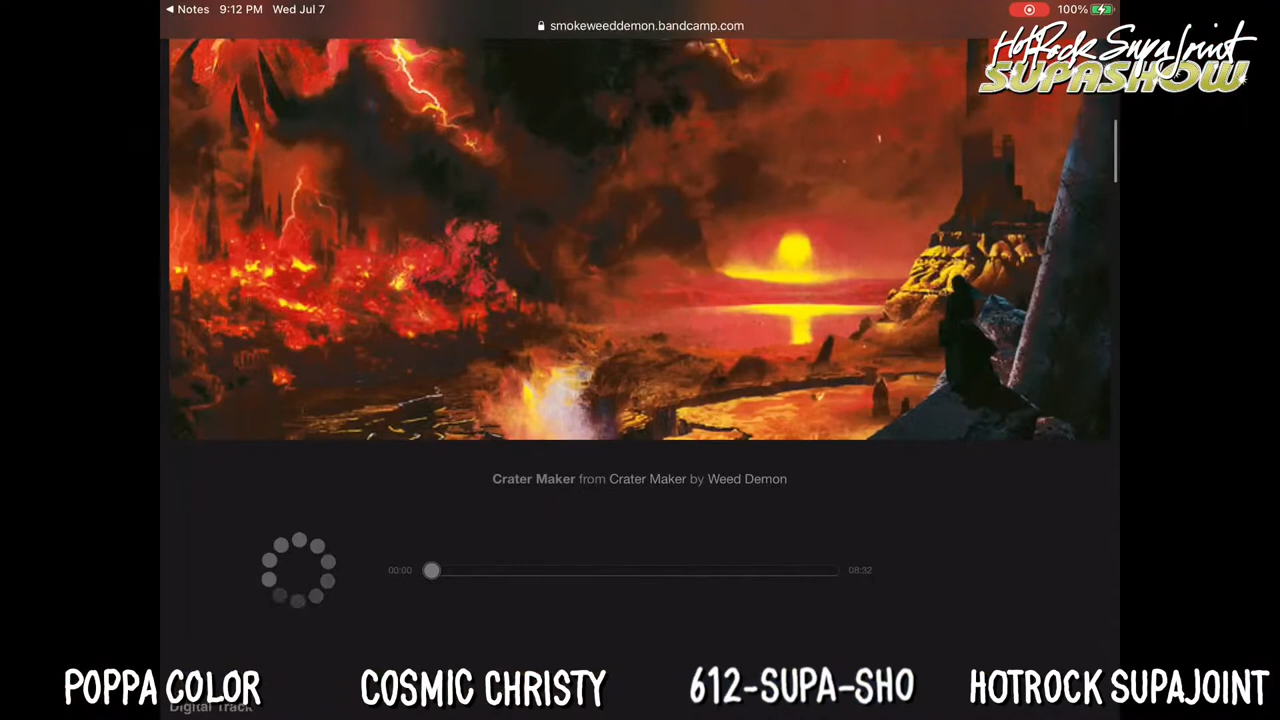 Notes 9:12 PM Wed Jul 7 100%
smokeweeddemon.bandcamp.com
HotRock SupaJoint
SUPASHOW
Crater Maker from Crater Maker by Weed Demon
00:00 08:32
POPPA COLOR COSMIC CHRISTY 612-SUPA-SHO HOTROCK SUPAJOINT
Digital Track